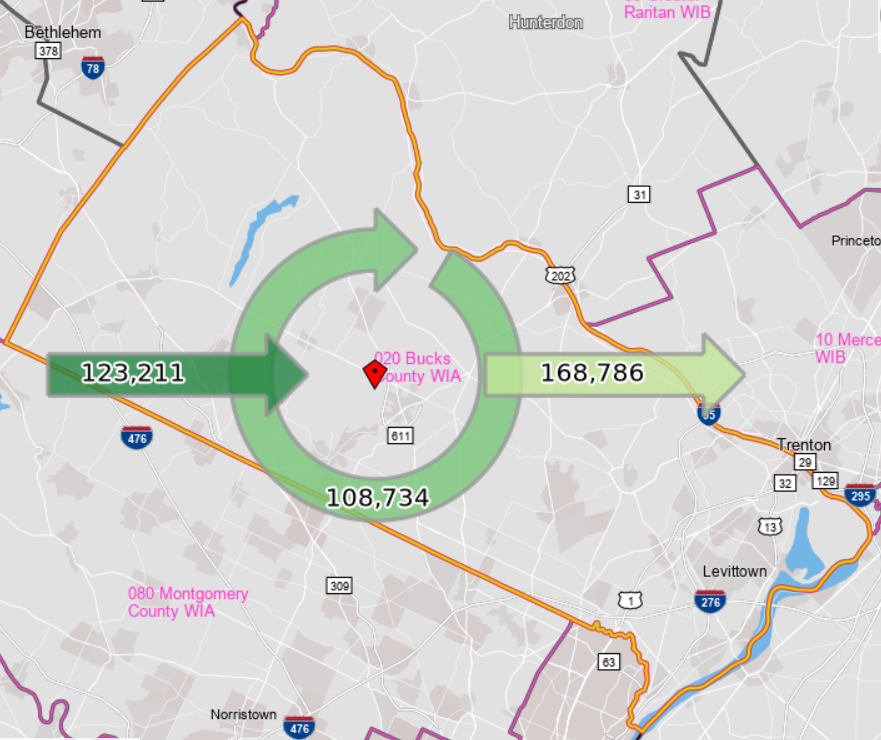 Raritan WIB
Hunterdon
Bethlehem
378
78
31
Princeto
202
020 Bucks
County WIA
10 Merce
WIB
123,211
168,786
95
611
476
Trenton
29
32
129
295
108,734
13
Levittown
309
1
276
080 Montgomery
County WIA
63
Norristown
476